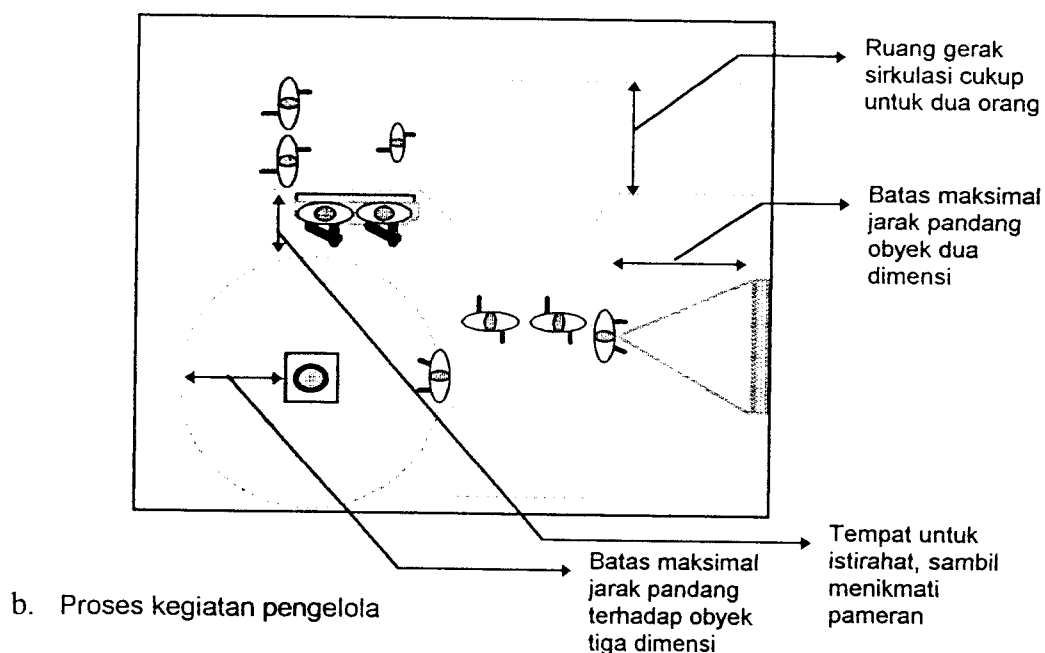 Ruang gerak
sirkulasi cukup
untuk dua orang
Batas maksimal
jarak pandang
obyek dua
dimensi
Tempat untuk
istirahat, sambil
menikmati
pameran
Batas maksimal
jarak pandang
terhadap obyek
tiga dimensi
b. Proses kegiatan pengelola